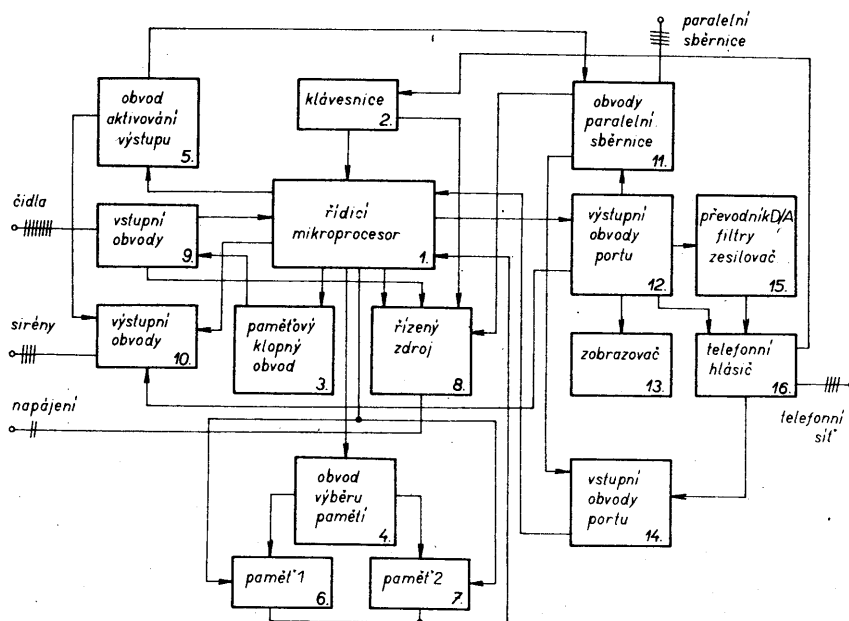 paralelní
sběrnice
obvod
aktivování
výstupu
5.
klávesnice
2.
obvody
paralelní
sběrnice
11.
čidla
vstupní
obvody
9.
řídicí
mikroprocesor
1.
výstupní
obvody
portu
12.
převodník D/A
filtry
zesilovač
15.
sirény
výstupní
obvody
10.
paměťový
klopný
obvod
3.
řízený
zdroj
8.
zobrazovač
13.
telefonní
hlásič
16.
napájení
telefonní
síť
obvod
výběru
pamětí
4.
vstupní
obvody
portu
14.
paměť 1
6.
paměť 2
7.